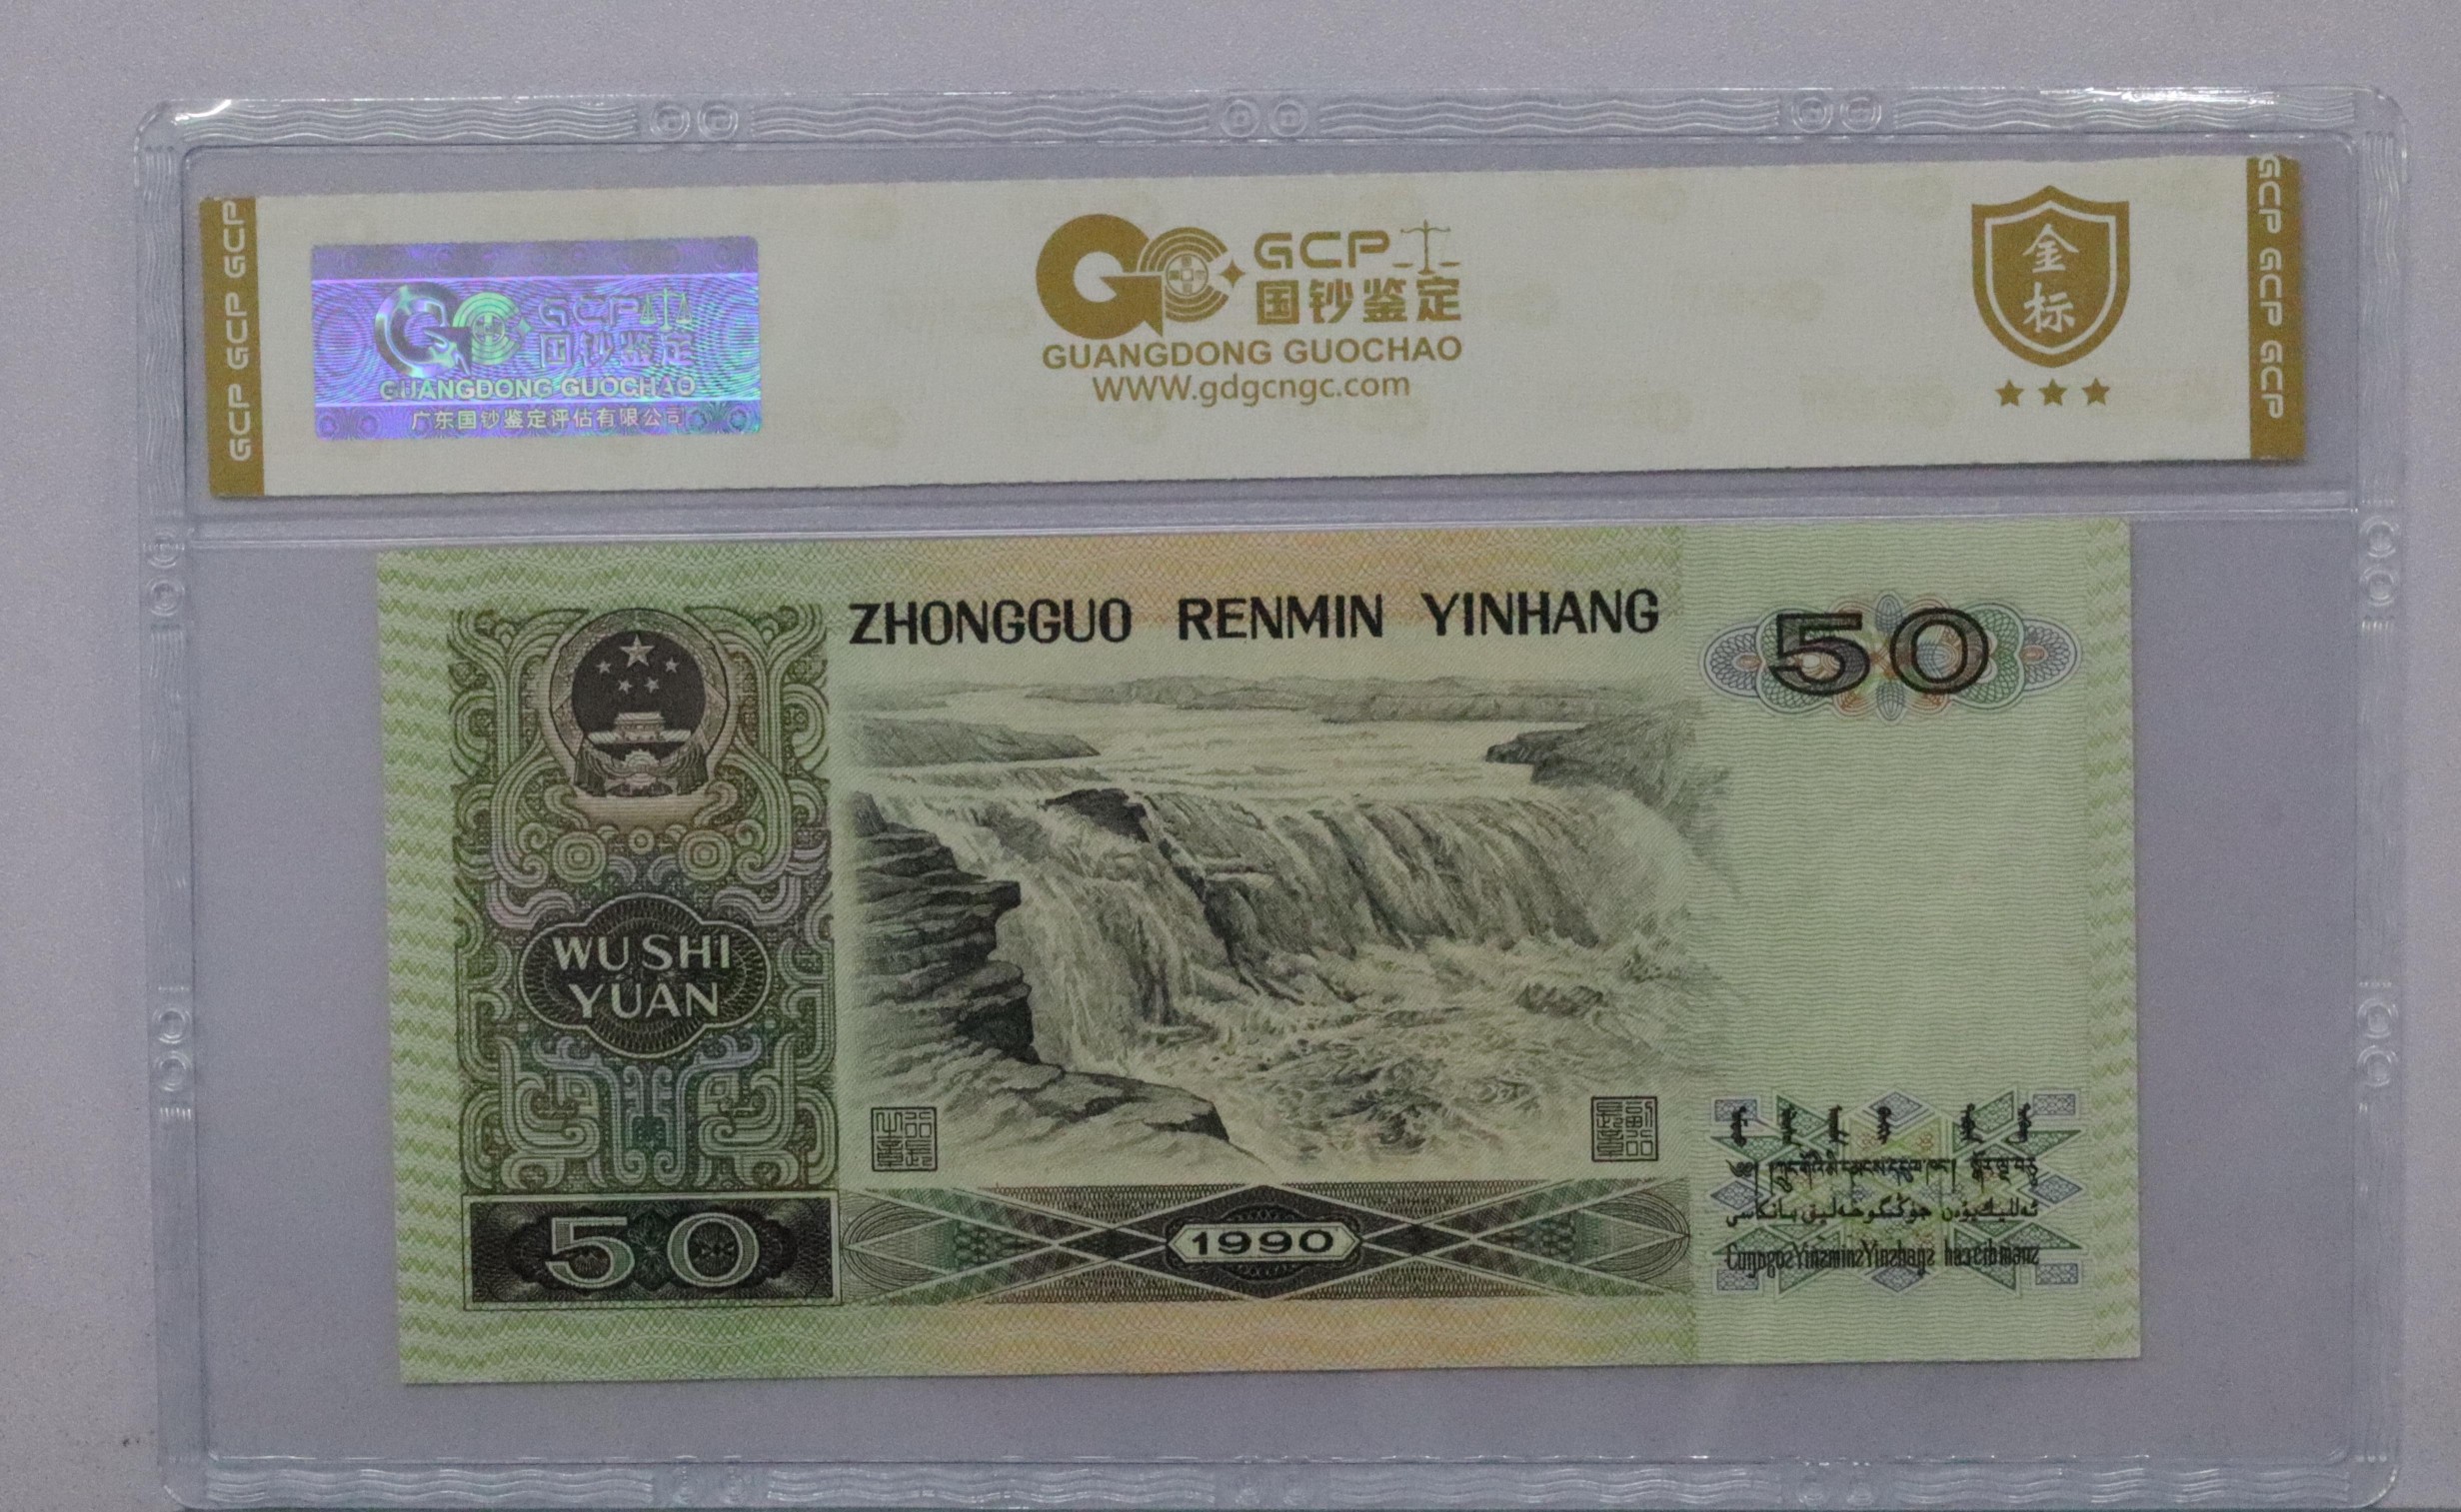 GCP GCP GCP
GCP
国钞鉴定
GUANGDONG GUOCHAO
广东国钞鉴定评估有限公司
GCP
国钞鉴定
GUANGDONG GUOCHAO
WWW.gdgcngc.com
金标
GCP GCP GCP
ZHONGGUO RENMIN YINHANG
50
WUSHI
YUAN
50
1990